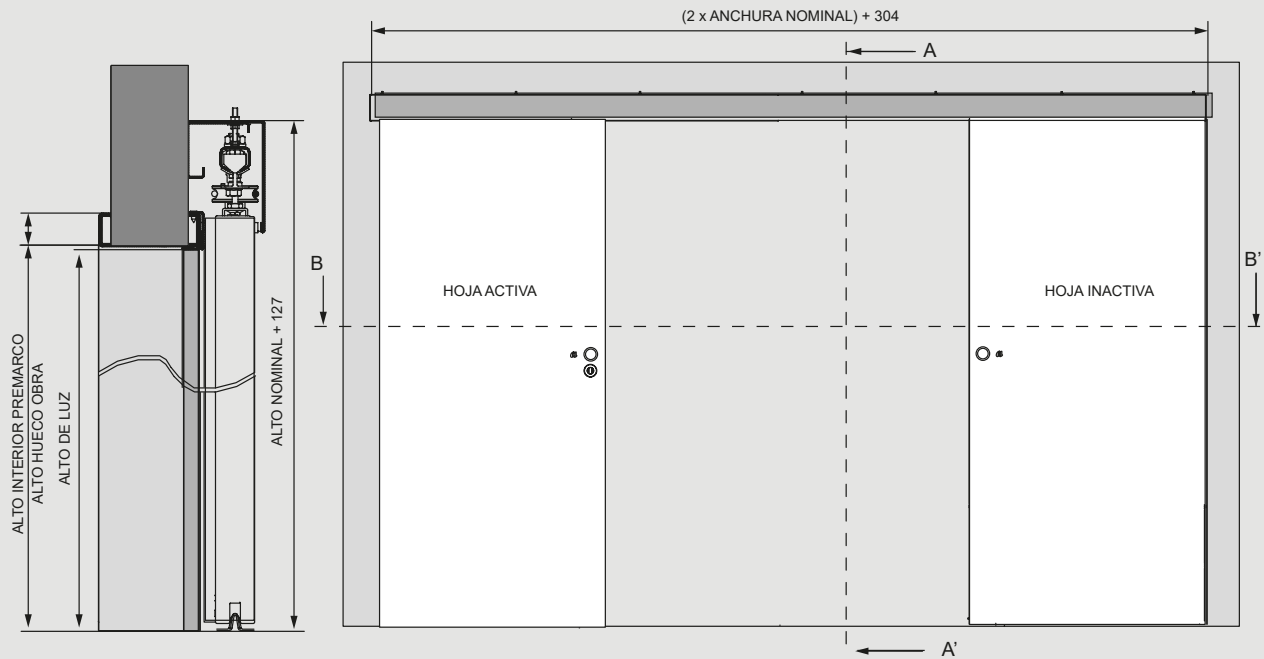 (2 x ANCHURA NOMINAL) + 304
A
B
B'
HOJA ACTIVA
HOJA INACTIVA
ALTO INTERIOR PREMARCO
ALTO HUECO OBRA
ALTO DE LUZ
ALTO NOMINAL + 127
A'